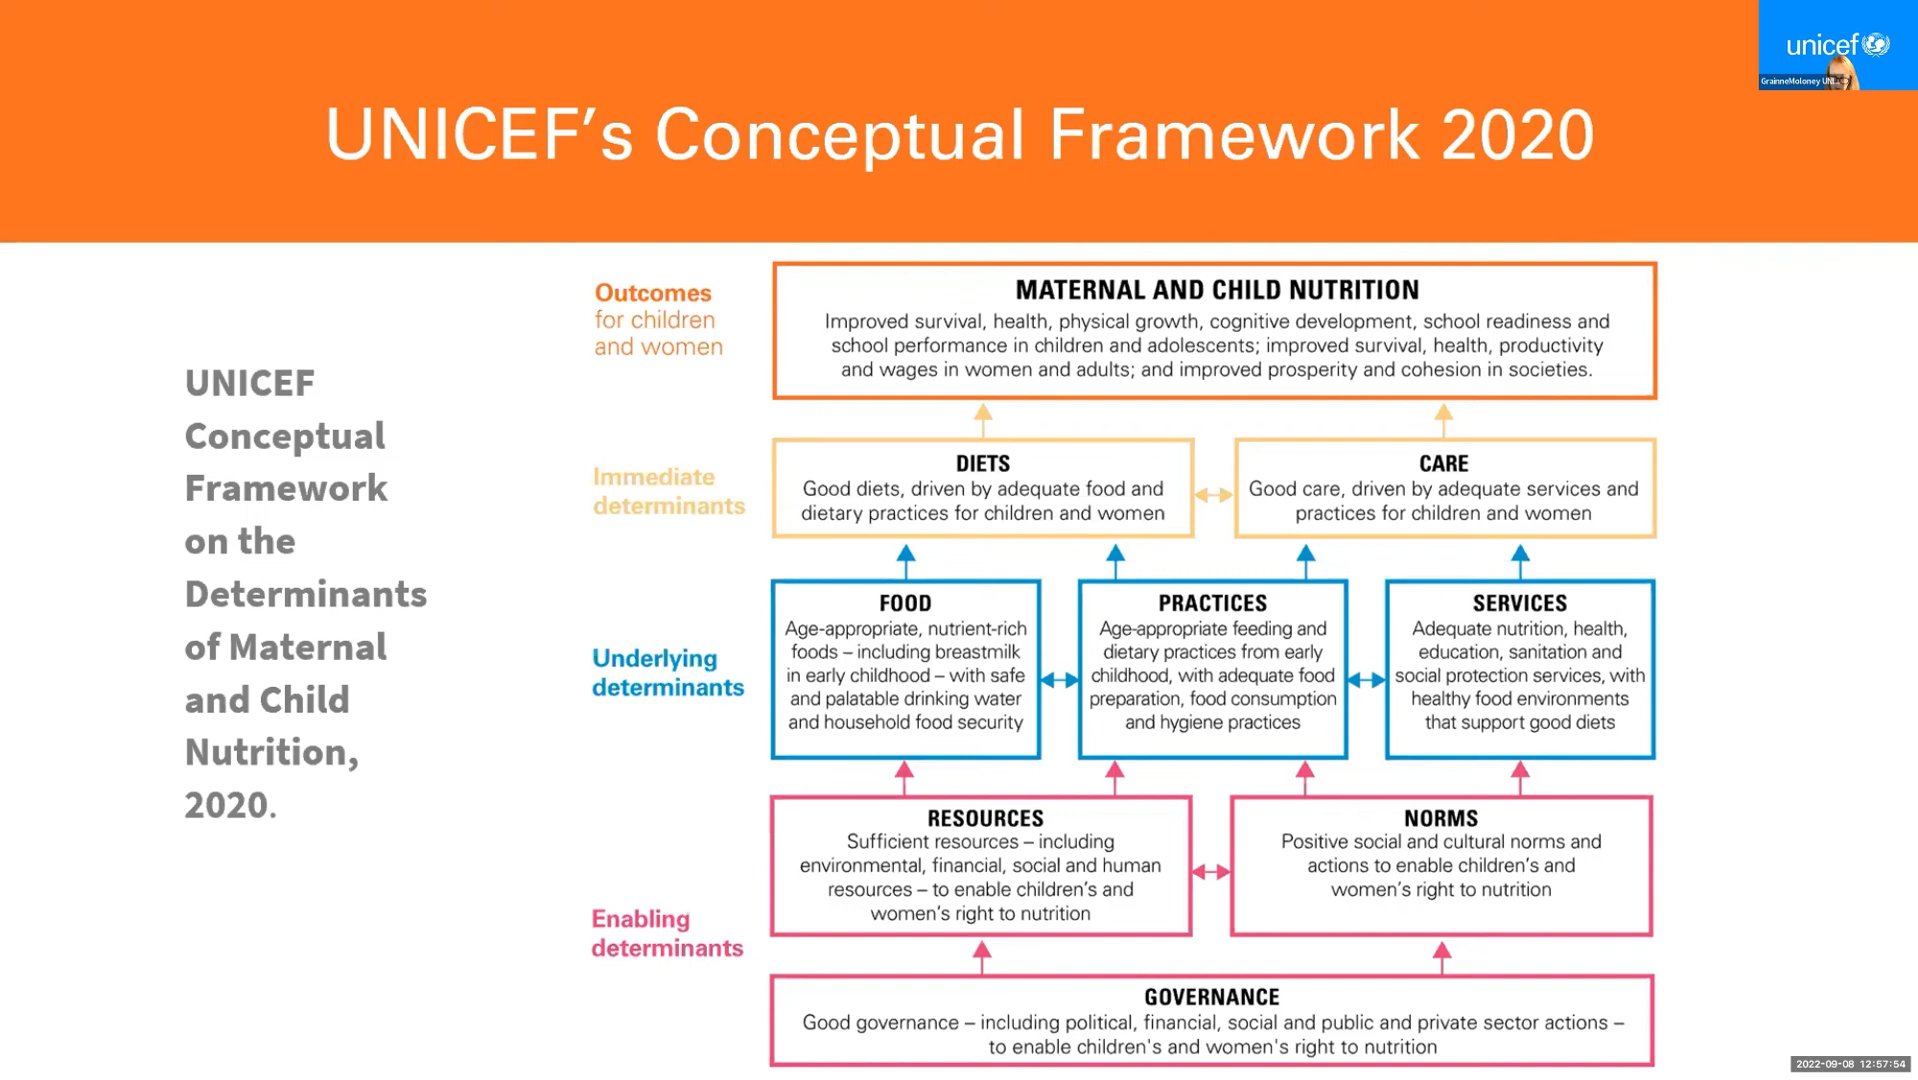 unicef
GrainneMoloney UNI
UNICEF’s Conceptual Framework 2020
UNICEF
Conceptual
Framework
on the
Determinants
of Maternal
and Child
Nutrition,
2020.
Outcomes
for children
and women
MATERNAL AND CHILD NUTRITION
Improved survival, health, physical growth, cognitive development, school readiness and
school performance in children and adolescents; improved survival, health, productivity
and wages in women and adults; and improved prosperity and cohesion in societies.
Immediate
determinants
DIETS
Good diets, driven by adequate food and
dietary practices for children and women
CARE
Good care, driven by adequate services and
practices for children and women
Underlying
determinants
FOOD
Age-appropriate, nutrient-rich
foods – including breastmilk
in early childhood – with safe
and palatable drinking water
and household food security
PRACTICES
Age-appropriate feeding and
dietary practices from early
childhood, with adequate food
preparation, food consumption
and hygiene practices
SERVICES
Adequate nutrition, health,
education, sanitation and
social protection services, with
healthy food environments
that support good diets
Enabling
determinants
RESOURCES
Sufficient resources – including
environmental, financial, social and human
resources – to enable children’s and
women’s right to nutrition
NORMS
Positive social and cultural norms and
actions to enable children’s and
women’s right to nutrition
GOVERNANCE
Good governance – including political, financial, social and public and private sector actions –
to enable children's and women's right to nutrition
2022-09-08 12:57:54